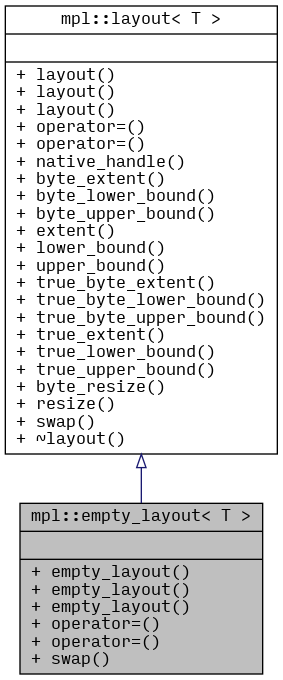 mpl::layout< T >
+ layout()
+ layout()
+ layout()
+ operator=()
+ operator=()
+ native_handle()
+ byte_extent()
+ byte_lower_bound()
+ byte_upper_bound()
+ extent()
+ lower_bound()
+ upper_bound()
+ true_byte_extent()
+ true_byte_lower_bound()
+ true_byte_upper_bound()
+ true_extent()
+ true_lower_bound()
+ true_upper_bound()
+ byte_resize()
+ resize()
+ swap()
+ ~layout()
mpl::empty_layout< T >
+ empty_layout()
+ empty_layout()
+ empty_layout()
+ operator=()
+ operator=()
+ swap()